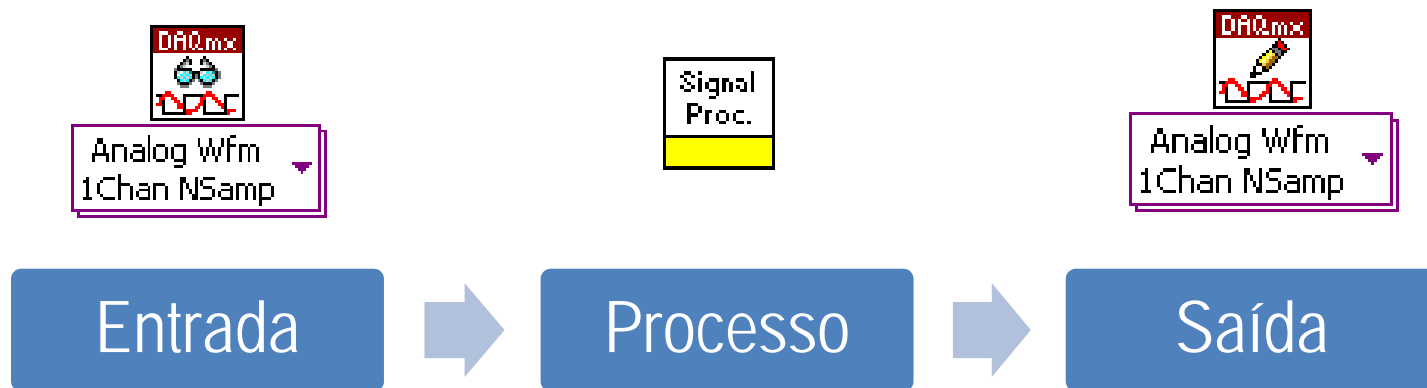 DAQmx
Analog Wfm
1Chan NSamp
Signal
Proc.
DAQmx
Analog Wfm
1Chan NSamp
Entrada
Processo
Saída